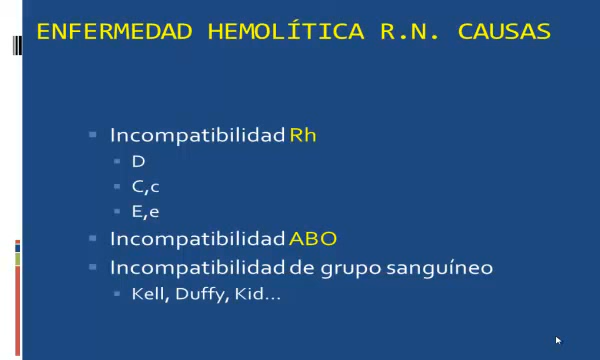 ENFERMEDAD HEMOLÍTICA R.N. CAUSAS
Incompatibilidad Rh
D
C,c
E,e
Incompatibilidad ABO
Incompatibilidad de grupo sanguíneo
Kell, Duffy, Kid...